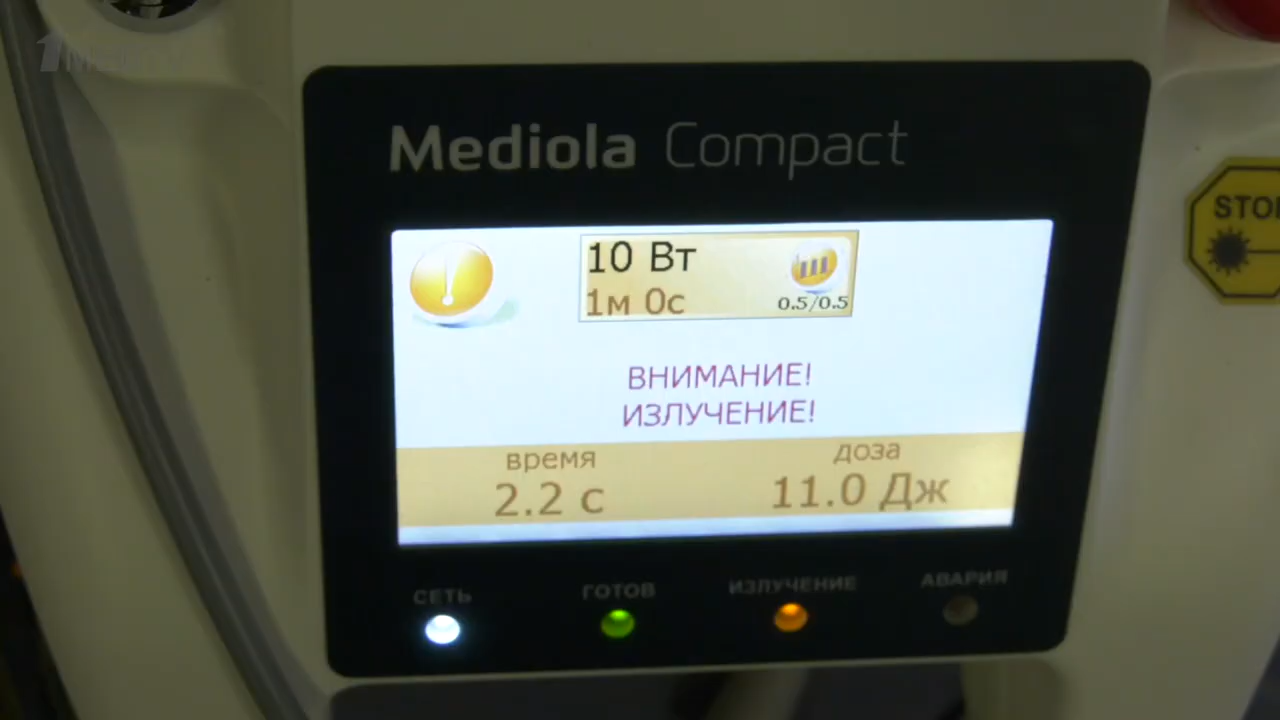 Mediola Compact
STOP
10 Вт
1м 0с
0.5/0.5
ВНИМАНИЕ!
ИЗЛУЧЕНИЕ!
время
доза
2.2 с
11.0 Дж
СЕТЬ
ГОТОВ
ИЗЛУЧЕНИЕ
АВАРИЯ